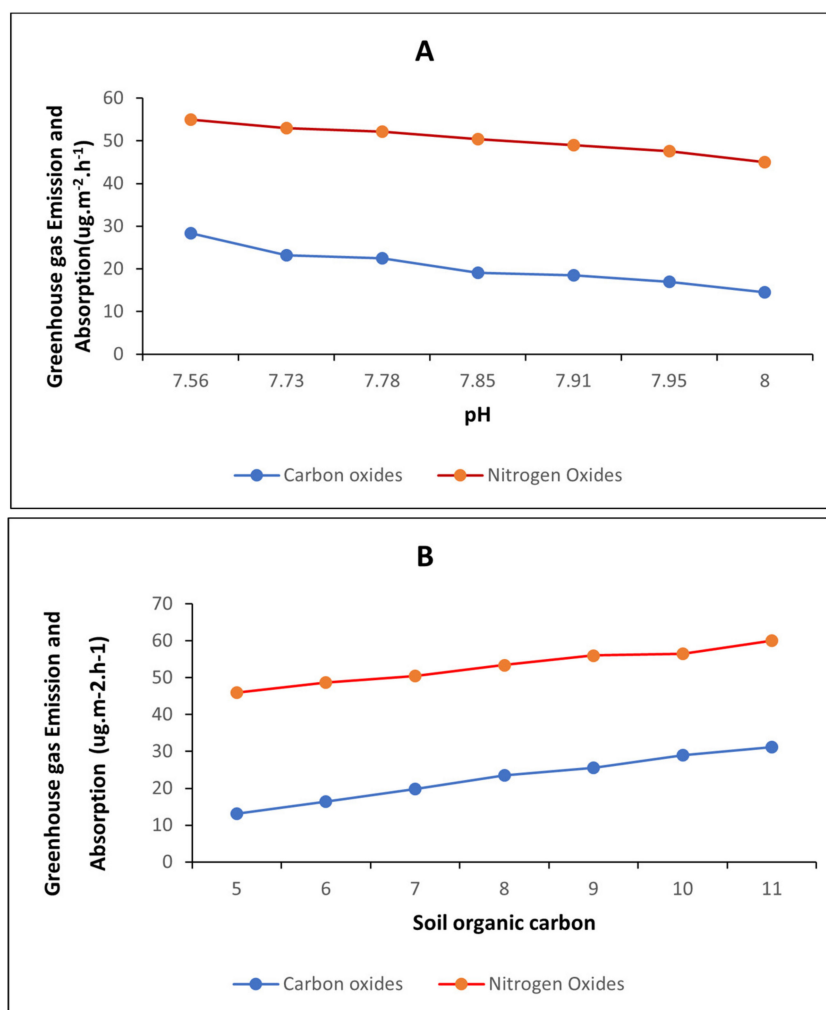 A
Greenhouse gas Emission and
Absorption(ug.m-2.h-1)
60
50
40
30
20
10
0
7.56 7.73 7.78 7.85 7.91 7.95 8
pH
Carbon oxides Nitrogen Oxides
B
Greenhouse gas Emission and
Absorption (ug.m-2.h-1)
70
60
50
40
30
20
10
0
5 6 7 8 9 10 11
Soil organic carbon
Carbon oxides Nitrogen Oxides